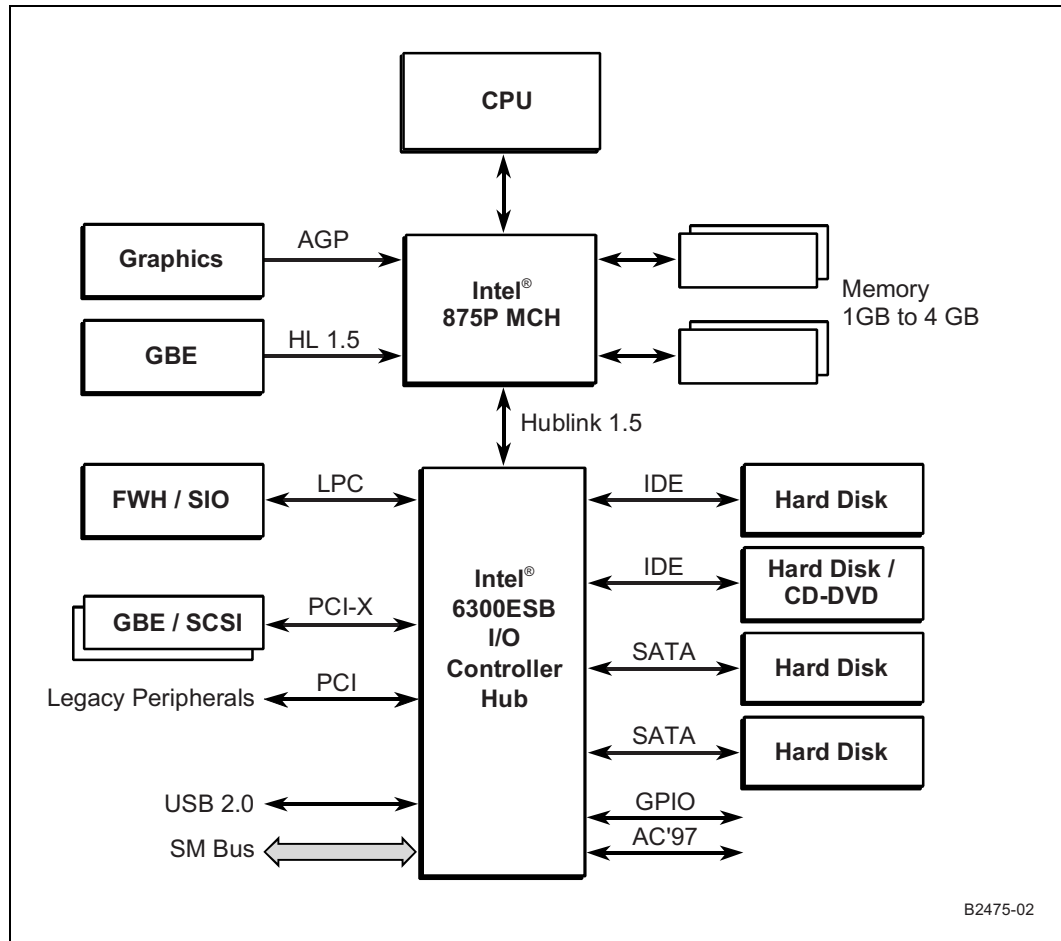 CPU
Graphics
AGP
Intel®
875P MCH
Memory
1GB to 4 GB
GBE
HL 1.5
Hublink 1.5
FWH / SIO
LPC
IDE
Hard Disk
Intel®
6300ESB
I/O
Controller
Hub
IDE
Hard Disk /
CD-DVD
GBE / SCSI
PCI-X
SATA
Hard Disk
Legacy Peripherals
PCI
SATA
Hard Disk
USB 2.0
GPIO
SM Bus
AC'97
B2475-02